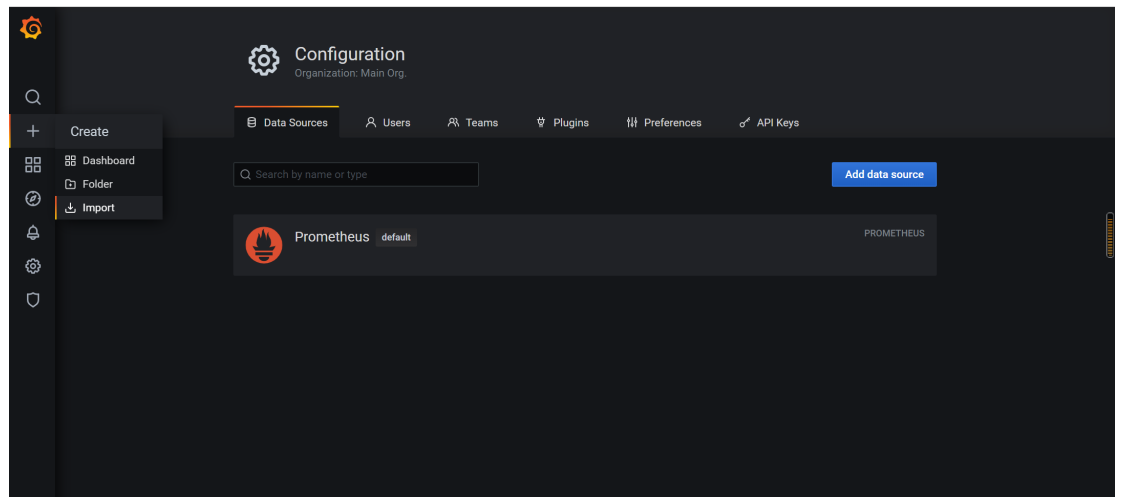 Configuration
Organization: Main Org.
Create
Dashboard
Folder
Import
Data Sources
Users
Teams
Plugins
Preferences
API Keys
Search by name or type
Add data source
Prometheus default
PROMETHEUS